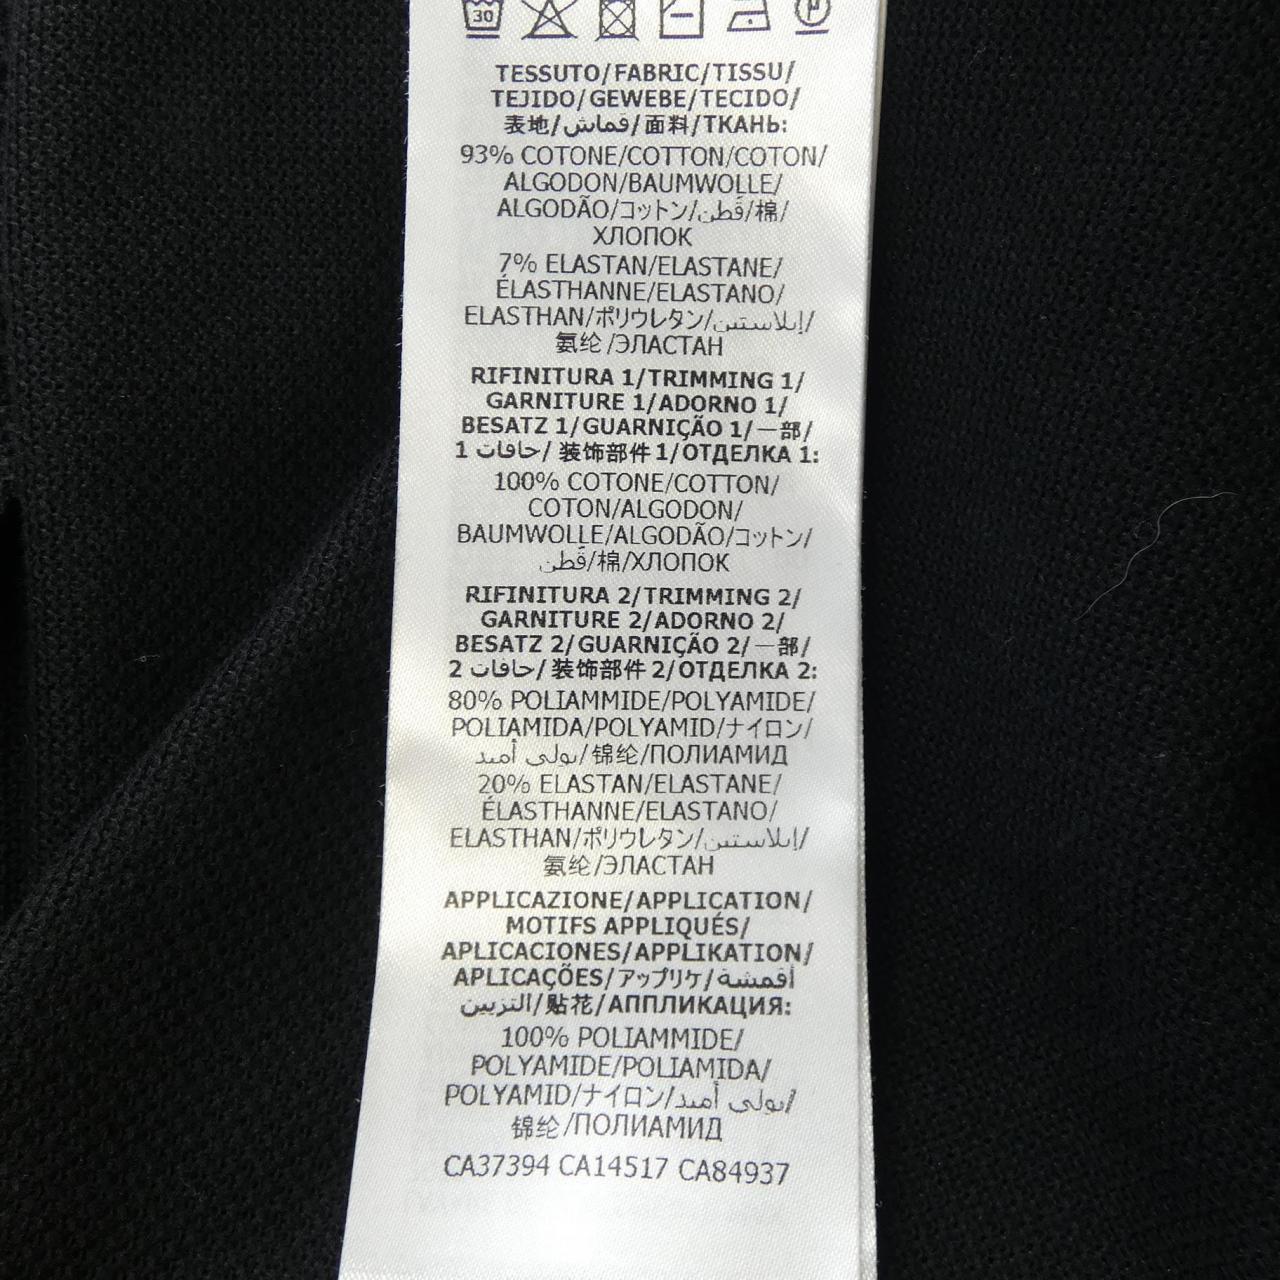 30
TESSUTO/FABRIC/TISSU/
TEJIDO/GEWEBE/TECIDO/
表地/قماش/面料/ТКАНЬ:
93% COTONE/COTTON/COTON/
ALGODON/BAUMWOLLE/
ALGODÃO/コットン/قُطن/棉/
ХЛОПОК
7% ELASTAN/ELASTANE/
ÉLASTHANNE/ELASTANO/
ELASTHAN/ポリウレタン/إيلاستين/
氨纶/ЭЛАСТАН
RIFINITURA 1/TRIMMING 1/
GARNITURE 1/ADORNO 1/
BESATZ 1/GUARNIÇÃO 1/一部/
حافات 1/装饰部件 1/ОТДЕЛКА 1:
100% COTONE/COTTON/
COTON/ALGODON/
BAUMWOLLE/ALGODÃO/コットン/
قُطن/棉/ХЛОПОК
RIFINITURA 2/TRIMMING 2/
GARNITURE 2/ADORNO 2/
BESATZ 2/GUARNIÇÃO 2/一部/
حافات 2/装饰部件 2/ОТДЕЛКА 2:
80% POLIAMMIDE/POLYAMIDE/
POLIAMIDA/POLYAMID/ナイロン/
بولي أميد/锦纶/ПОЛИАМИД
20% ELASTAN/ELASTANE/
ÉLASTHANNE/ELASTANO/
ELASTHAN/ポリウレタン/إيلاستين/
氨纶/ЭЛАСТАН
APPLICAZIONE/APPLICATION/
MOTIFS APPLIQUÉS/
APLICACIONES/APPLIKATION/
APLICAÇÕES/アップリケ/أقمشة
التزيين/贴花/АППЛИКАЦИЯ:
100% POLIAMMIDE/
POLYAMIDE/POLIAMIDA/
POLYAMID/ナイロン/بولي أميد/
锦纶/ПОЛИАМИД
CA37394 CA14517 CA84937